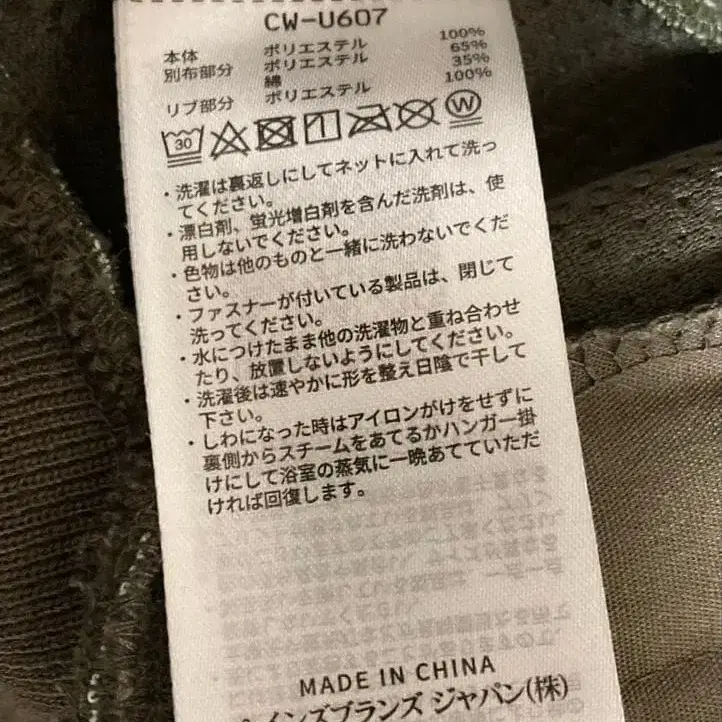 CW-U607
本体 ポリエステル 100%
別布部分 ポリエステル 65%
綿 35%
リブ部分 ポリエステル 100%
30 W
・洗濯は裏返しにしてネットに入れて洗っ
てください。
・漂白剤、蛍光増白剤を含んだ洗剤は、使
用しないでください。
・色物は他のものと一緒に洗わないでくだ
さい。
・ファスナーが付いている製品は、閉じて
洗ってください。
・水につけたまま他の洗濯物と重ね合わせ
たり、放置しないようにしてください。
・洗濯後は速やかに形を整え日陰で干して
下さい。
・しわになった時はアイロンがけをせずに
裏側からスチームをあてるかハンガー掛
けにして浴室の蒸気に一晩あてていただ
ければ回復します。
MADE IN CHINA
インズブランズ ジャパン(株)